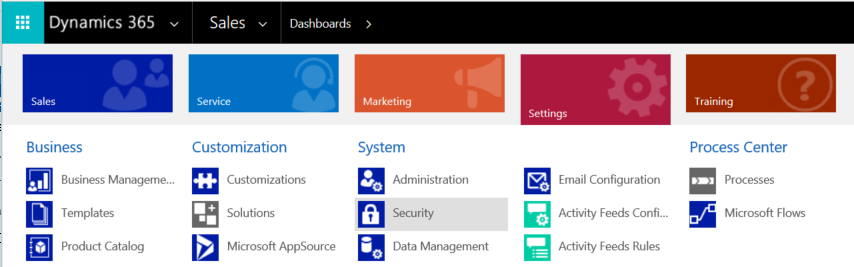 Dynamics 365 Sales Dashboards
Sales Service Marketing Settings Training
Business Customization System Process Center
Business Manageme... Customizations Administration Email Configuration Processes
Templates Solutions Security Activity Feeds Confi... Microsoft Flows
Product Catalog Microsoft AppSource Data Management Activity Feeds Rules